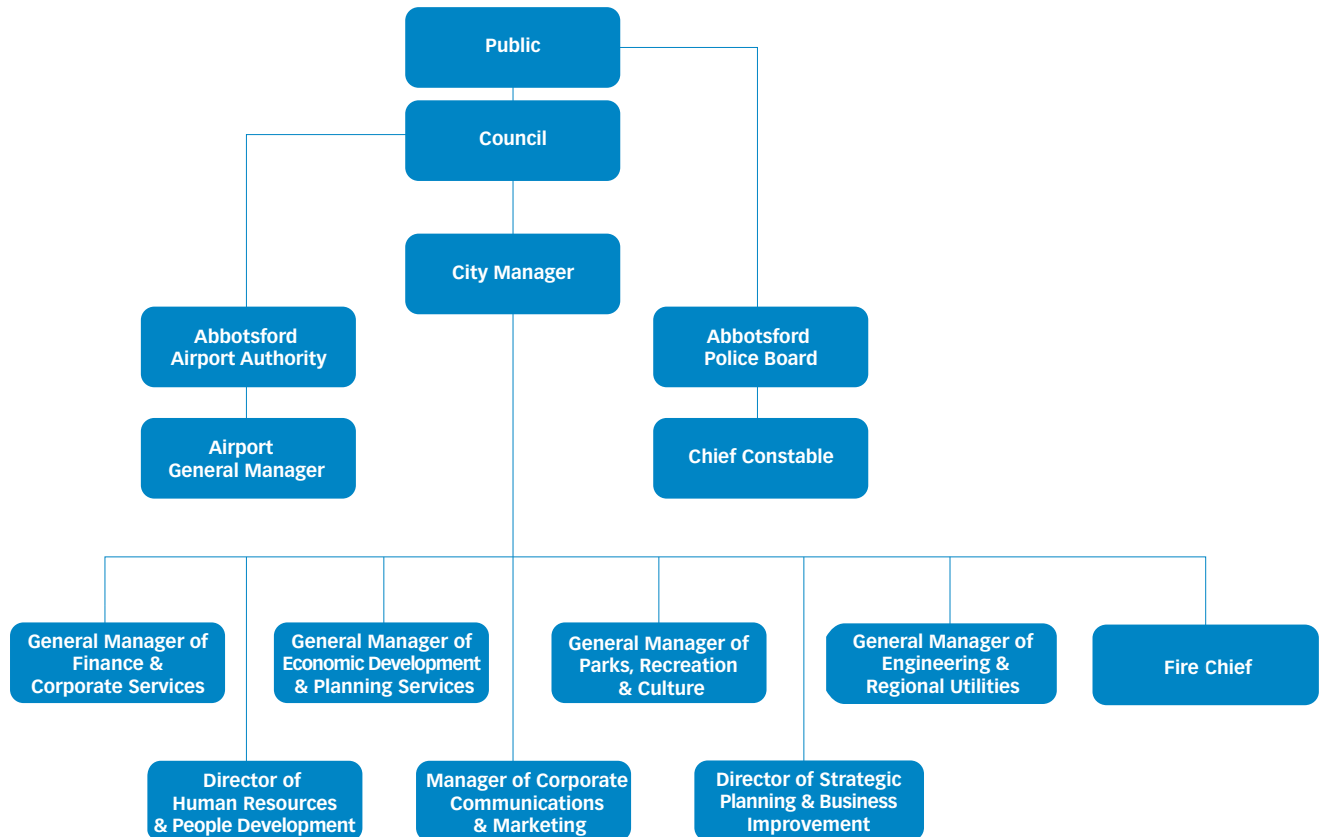 Public
Council
City Manager
Abbotsford
Airport Authority
Abbotsford
Police Board
Airport
General Manager
Chief Constable
General Manager of
Finance &
Corporate Services
General Manager of
Economic Development
& Planning Services
General Manager of
Parks, Recreation
& Culture
General Manager of
Engineering &
Regional Utilities
Fire Chief
Director of
Human Resources
& People Development
Manager of Corporate
Communications
& Marketing
Director of Strategic
Planning & Business
Improvement